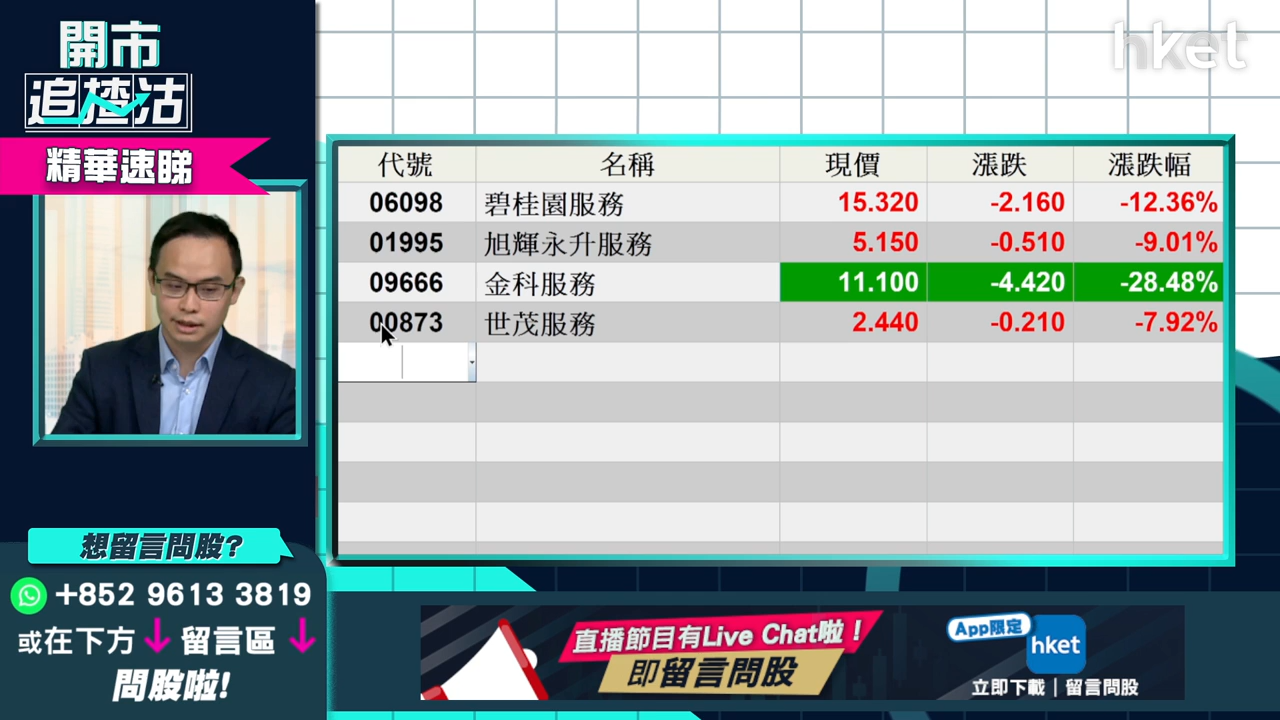 開市
追揸沽
精華速睇
hket
代號 名稱 現價 漲跌 漲跌幅
06098 碧桂園服務 15.320 -2.160 -12.36%
01995 旭輝永升服務 5.150 -0.510 -9.01%
09666 金科服務 11.100 -4.420 -28.48%
00873 世茂服務 2.440 -0.210 -7.92%
想留言問股?
+852 9613 3819
或在下方 留言區
問股啦!
直播節目有Live Chat啦！
即留言問股
App限定
hket
立即下載 | 留言問股